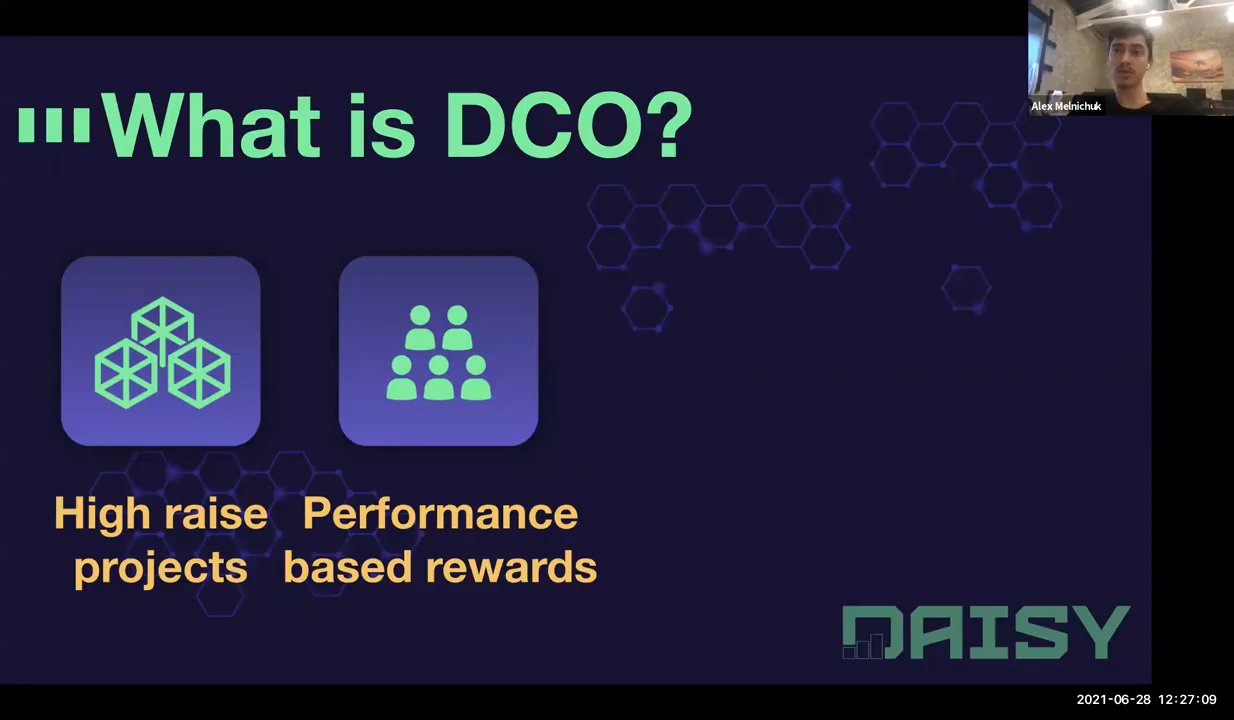 What is DCO?
Alex Melnichuk
High raise
projects
Performance
based rewards
DAISY
2021-06-28 12:27:09